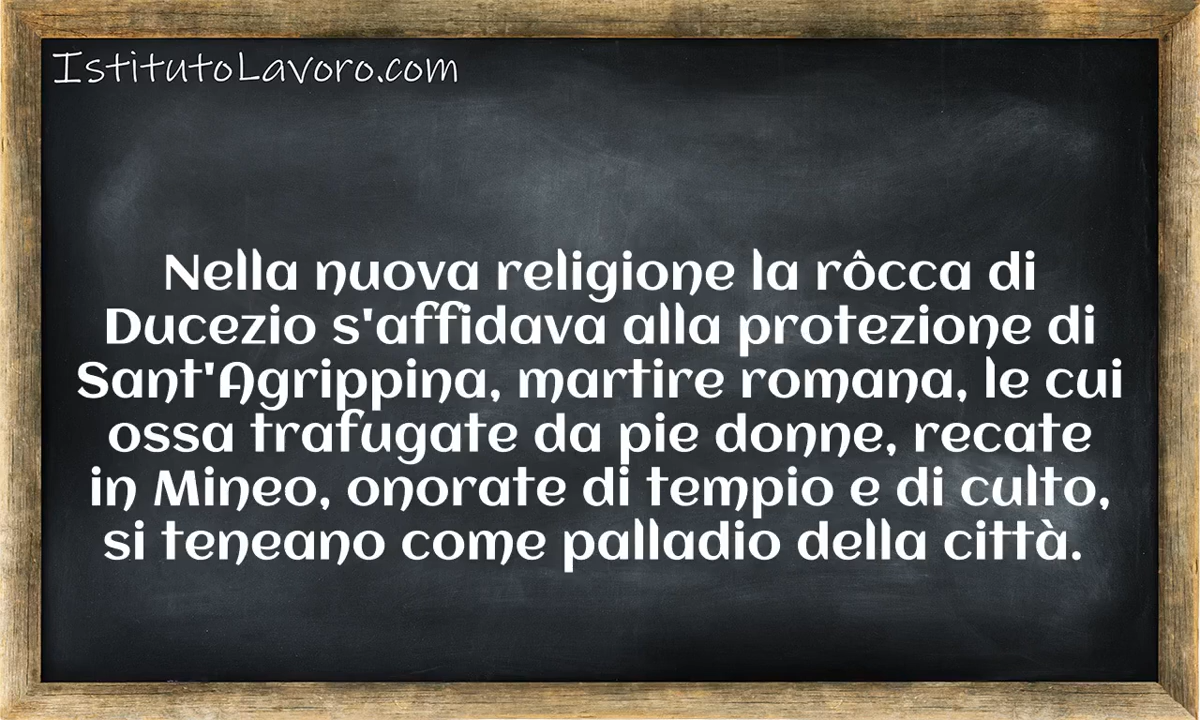 IstitutoLavoro.com
Nella nuova religione la rôcca di
Ducezio s'affidava alla protezione di
Sant'Agrippina, martire romana, le cui
ossa trafugate da pie donne, recate
in Mineo, onorate di tempio e di culto,
si teneano come palladio della città.